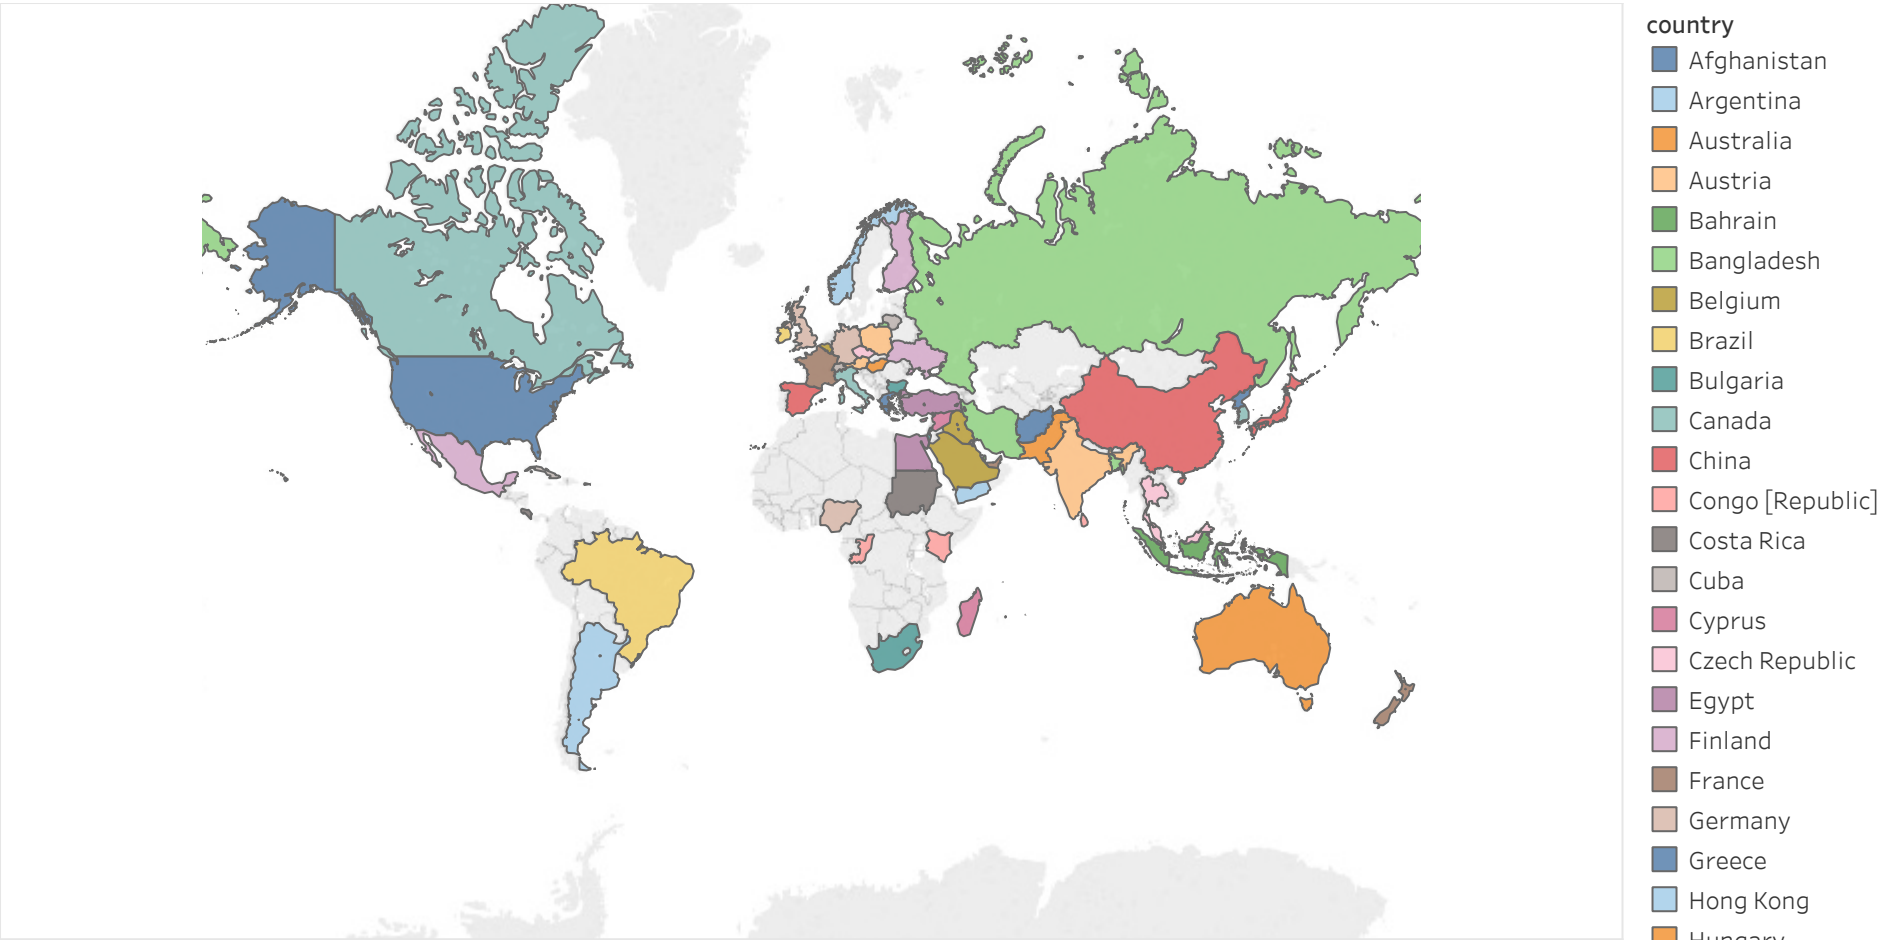 country
Afghanistan
Argentina
Australia
Austria
Bahrain
Bangladesh
Belgium
Brazil
Bulgaria
Canada
China
Congo [Republic]
Costa Rica
Cuba
Cyprus
Czech Republic
Egypt
Finland
France
Germany
Greece
Hong Kong
Hungary